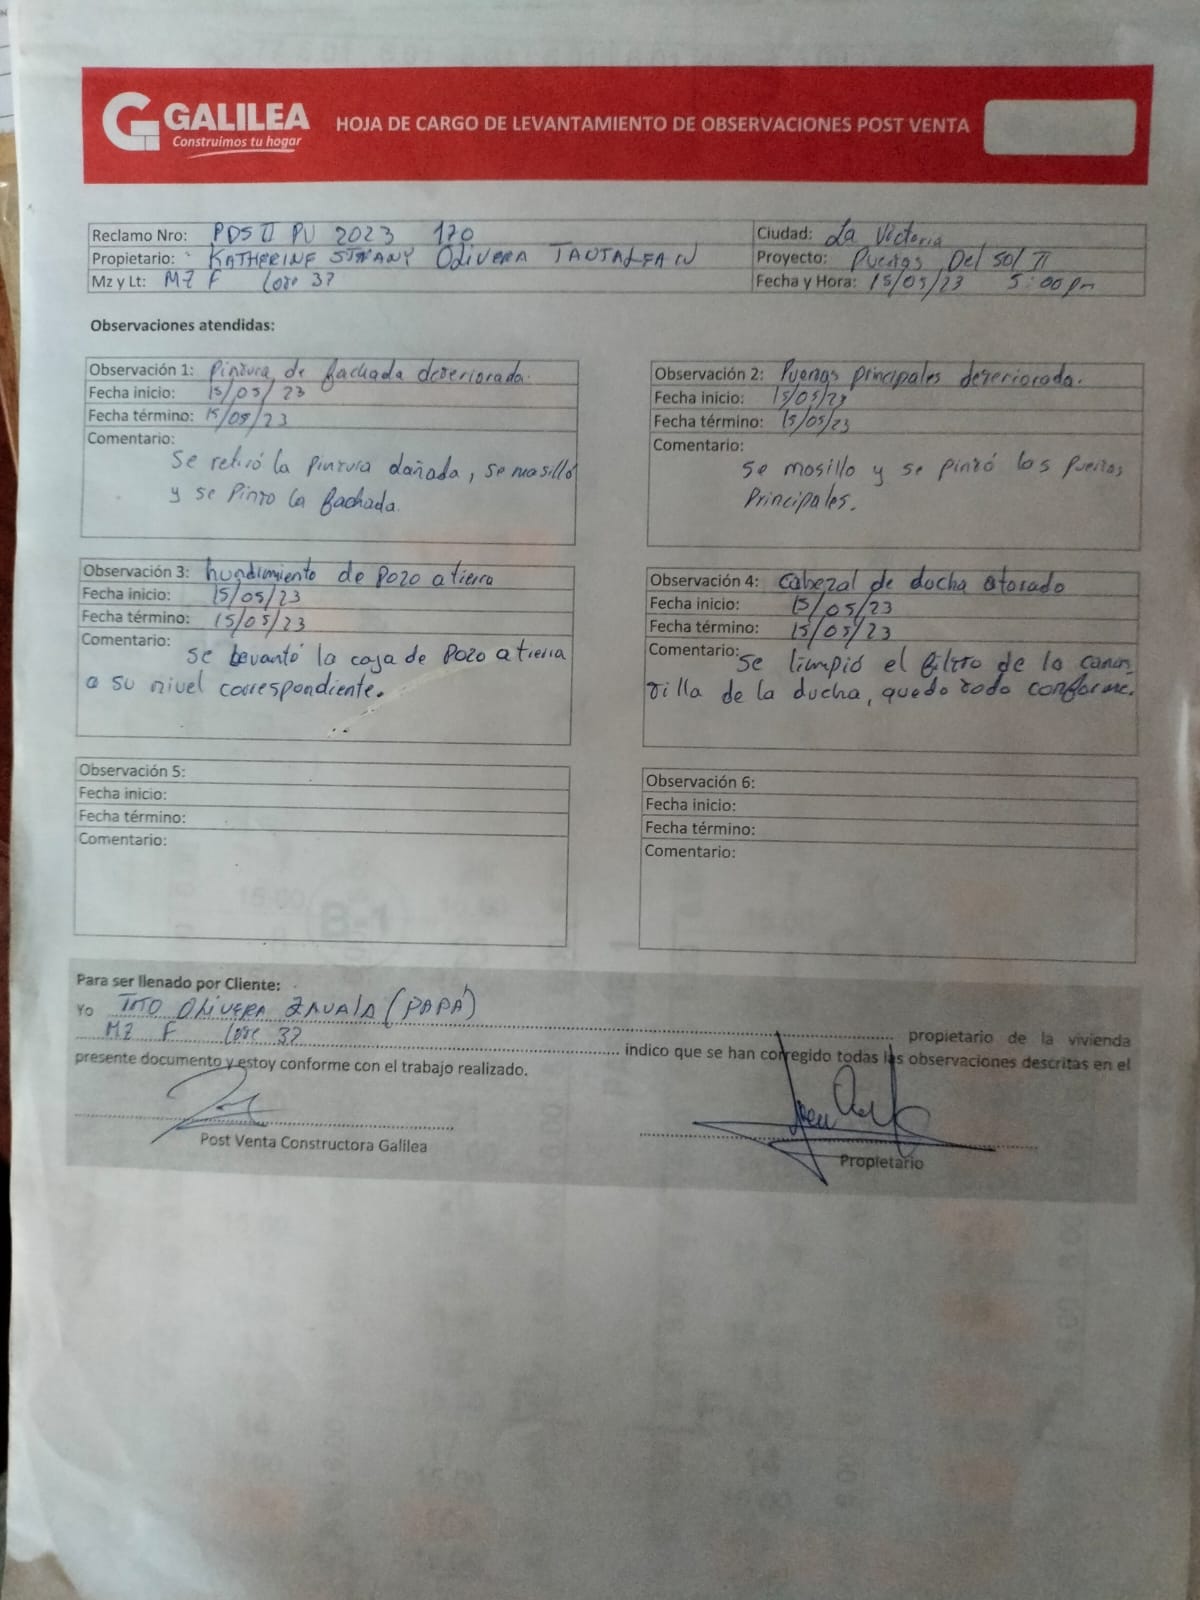 GALILEA
Construimos tu hogar
HOJA DE CARGO DE LEVANTAMIENTO DE OBSERVACIONES POST VENTA
Reclamo Nro: PDS II PU 2023 170
Ciudad: La Victoria
Propietario: KATHERINE STEFANY OLIVERA TANTALEAN
Proyecto: Puertas Del Sol II
Mz y Lt: MZ F Lote 37
Fecha y Hora: 15/05/23 5:00 pm
Observaciones atendidas:
Observación 1: Pintura de fachada deteriorada.
Fecha inicio: 15/05/23
Fecha término: 15/05/23
Comentario:
Se retiró la pintura dañada, se masilló
y se Pinto la fachada.
Observación 2: Puertas principales deteriorada.
Fecha inicio: 15/05/23
Fecha término: 15/05/23
Comentario:
Se mosillo y se pintó las puertas
Principales.
Observación 3: hundimiento de Pozo a tierra
Fecha inicio: 15/05/23
Fecha término: 15/05/23
Comentario: Se levantó la caja de Pozo a tierra
a su nivel correspondiente.
Observación 4: Cabezal de ducha atorado
Fecha inicio: 15/05/23
Fecha término: 15/05/23
Comentario: Se limpió el filtro de la canas
tilla de la ducha, quedo todo conforme.
Observación 5:
Fecha inicio:
Fecha término:
Comentario:
Observación 6:
Fecha inicio:
Fecha término:
Comentario:
Para ser llenado por Cliente:
Yo TITO OLIVERA ZAVALA (PAPÁ)
propietario de la vivienda
MZ F Lote 37
indico que se han corregido todas las observaciones descritas en el
presente documento y estoy conforme con el trabajo realizado.
Post Venta Constructora Galilea
Propietario